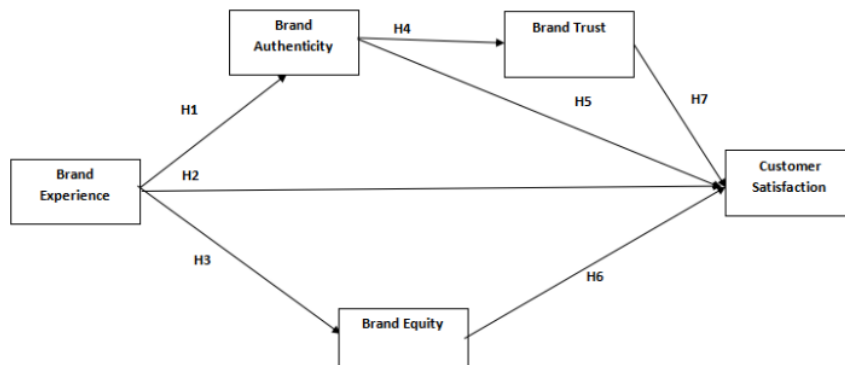 Brand
Authenticity
H4
Brand Trust
H1
H5
H7
Brand
Experience
H2
Customer
Satisfaction
H3
H6
Brand Equity